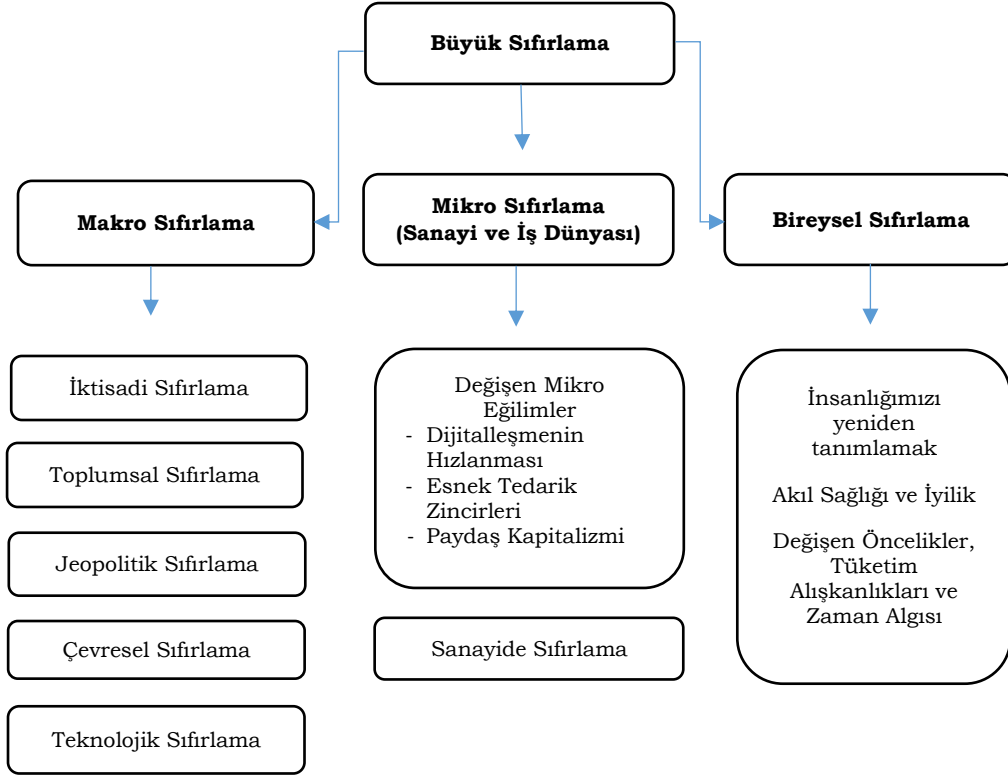 Büyük Sıfırlama
Makro Sıfırlama
Mikro Sıfırlama
(Sanayi ve İş Dünyası)
Bireysel Sıfırlama
İktisadi Sıfırlama
Toplumsal Sıfırlama
Jeopolitik Sıfırlama
Çevresel Sıfırlama
Teknolojik Sıfırlama
Değişen Mikro
Eğilimler
- Dijitalleşmenin
Hızlanması
- Esnek Tedarik
Zincirleri
- Paydaş Kapitalizmi
Sanayide Sıfırlama
İnsanlığımızı
yeniden
tanımlamak
Akıl Sağlığı ve İyilik
Değişen Öncelikler,
Tüketim
Alışkanlıkları ve
Zaman Algısı